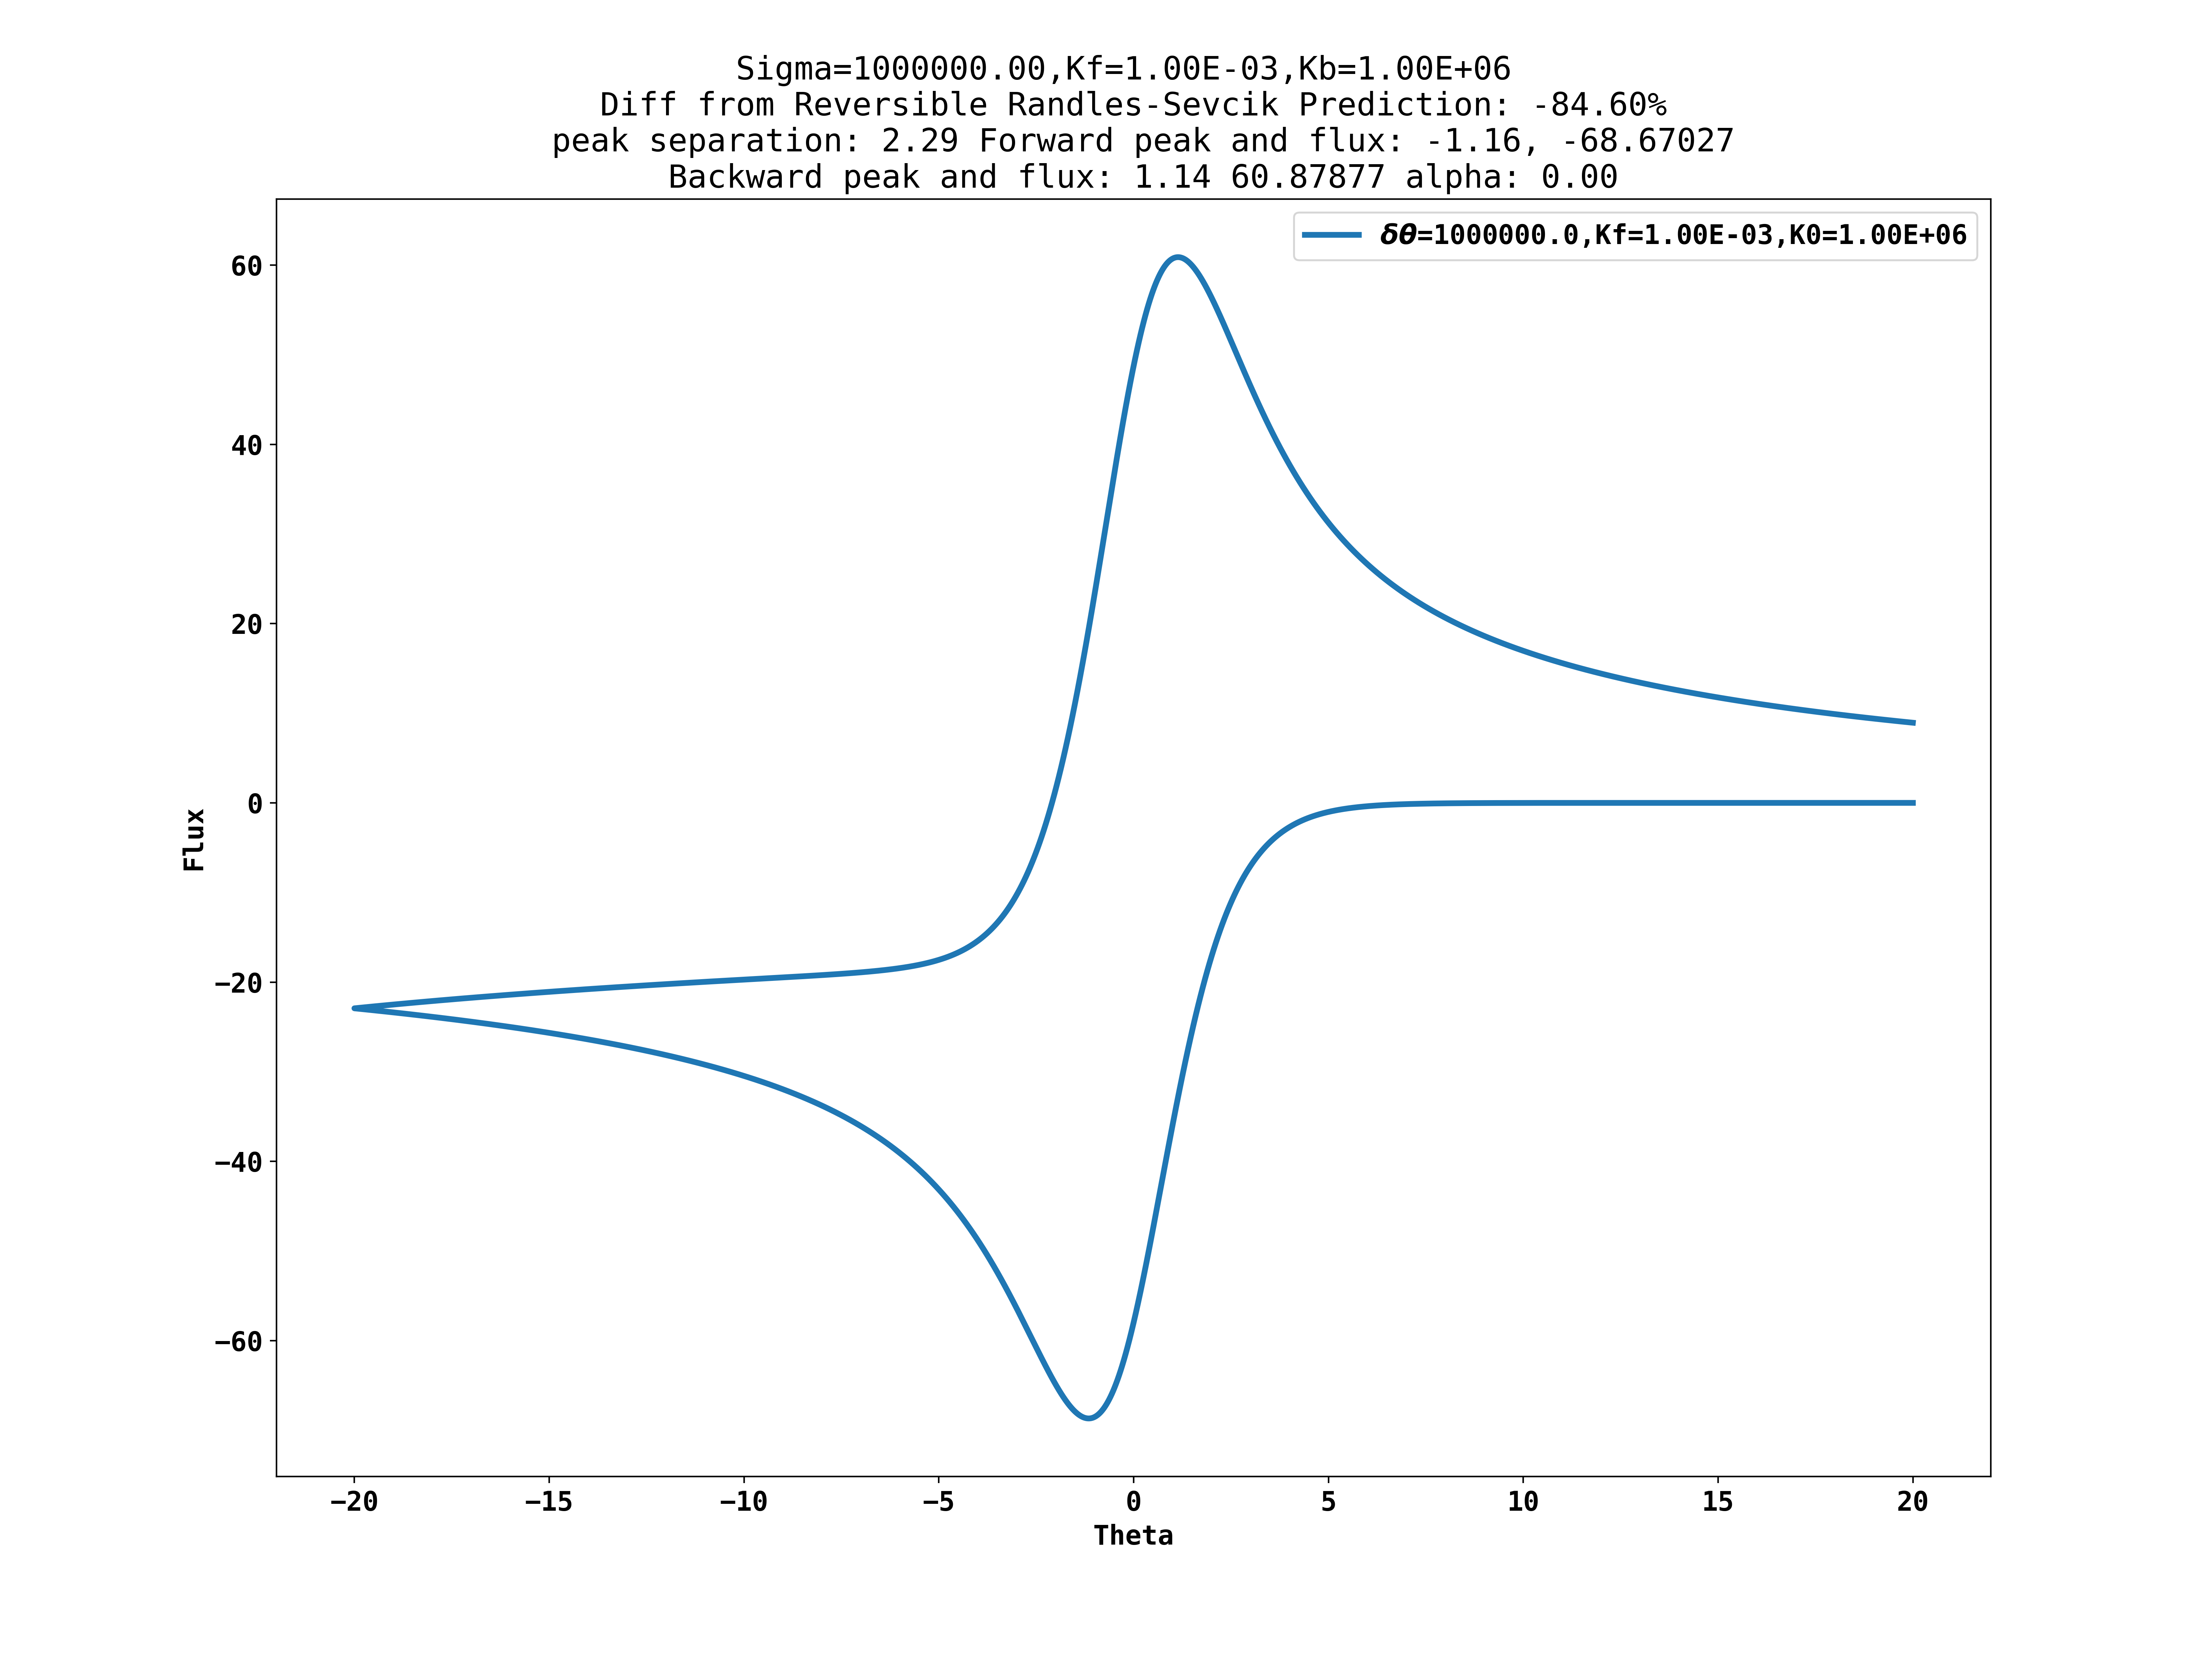 Sigma=1000000.00,Kf=1.00E-03,Kb=1.00E+06
Diff from Reversible Randles-Sevcik Prediction: -84.60%
peak separation: 2.29 Forward peak and flux: -1.16, -68.67027
Backward peak and flux: 1.14 60.87877 alpha: 0.00
δθ=1000000.0,Kf=1.00E-03,K0=1.00E+06
60
40
20
0
−20
−40
−60
Flux
−20 −15 −10 −5 0 5 10 15 20
Theta